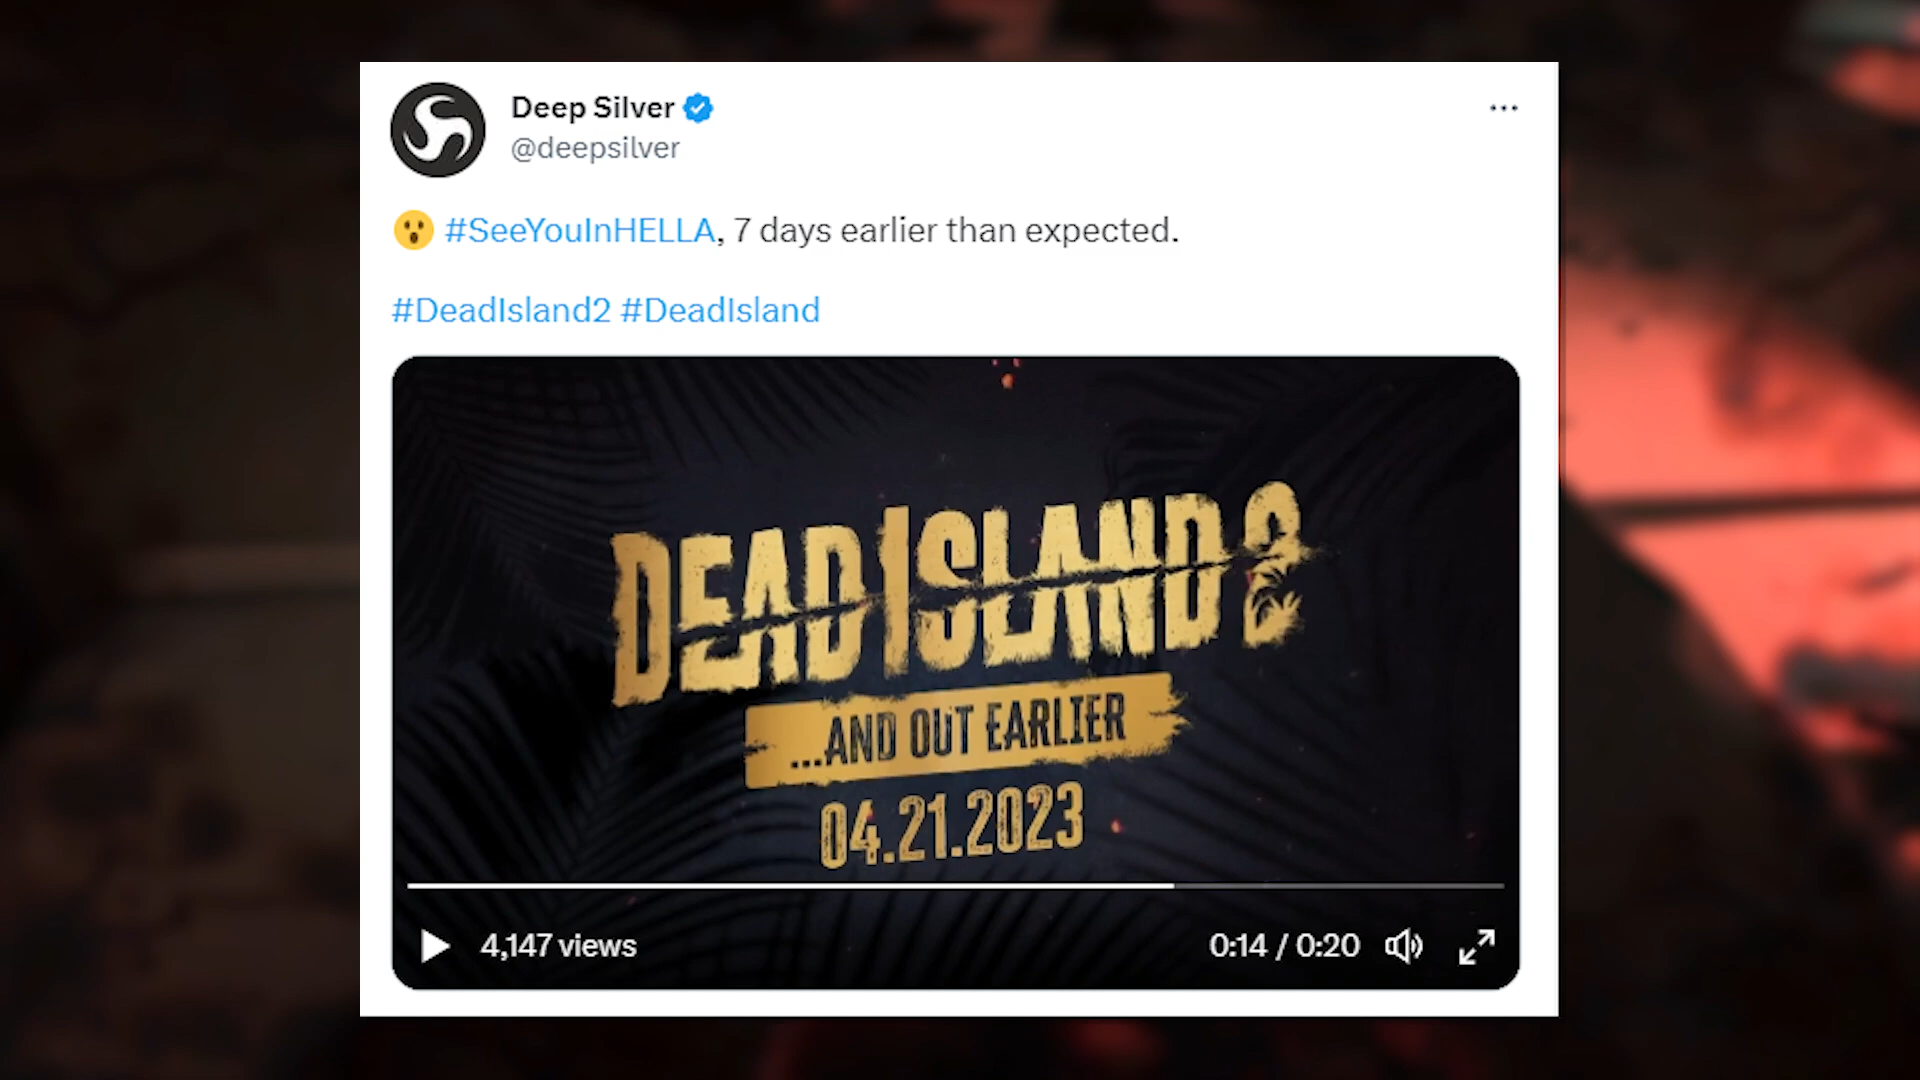 Deep Silver
@deepsilver
😮 #SeeYouInHELLA, 7 days earlier than expected.
#DeadIsland2 #DeadIsland
DEAD ISLAND 2
...AND OUT EARLIER
04.21.2023
4,147 views
0:14 / 0:20